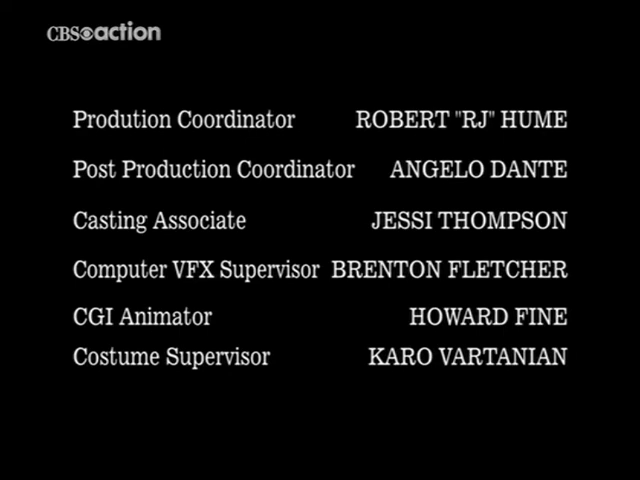 CBS action
Prodution Coordinator ROBERT "RJ" HUME
Post Production Coordinator ANGELO DANTE
Casting Associate JESSI THOMPSON
Computer VFX Supervisor BRENTON FLETCHER
CGI Animator HOWARD FINE
Costume Supervisor KARO VARTANIAN